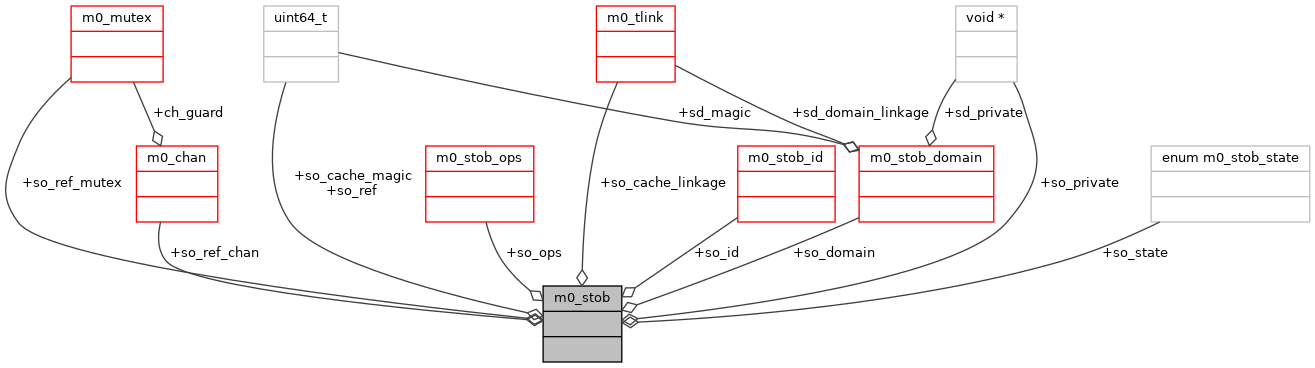 m0_mutex
uint64_t
m0_tlink
void *
+ch_guard
+sd_magic
+sd_domain_linkage
+sd_private
m0_chan
m0_stob_ops
m0_stob_id
m0_stob_domain
enum m0_stob_state
+so_ref_mutex
+so_cache_magic
+so_ref
+so_cache_linkage
+so_private
+so_ref_chan
+so_ops
+so_id
+so_domain
+so_state
m0_stob